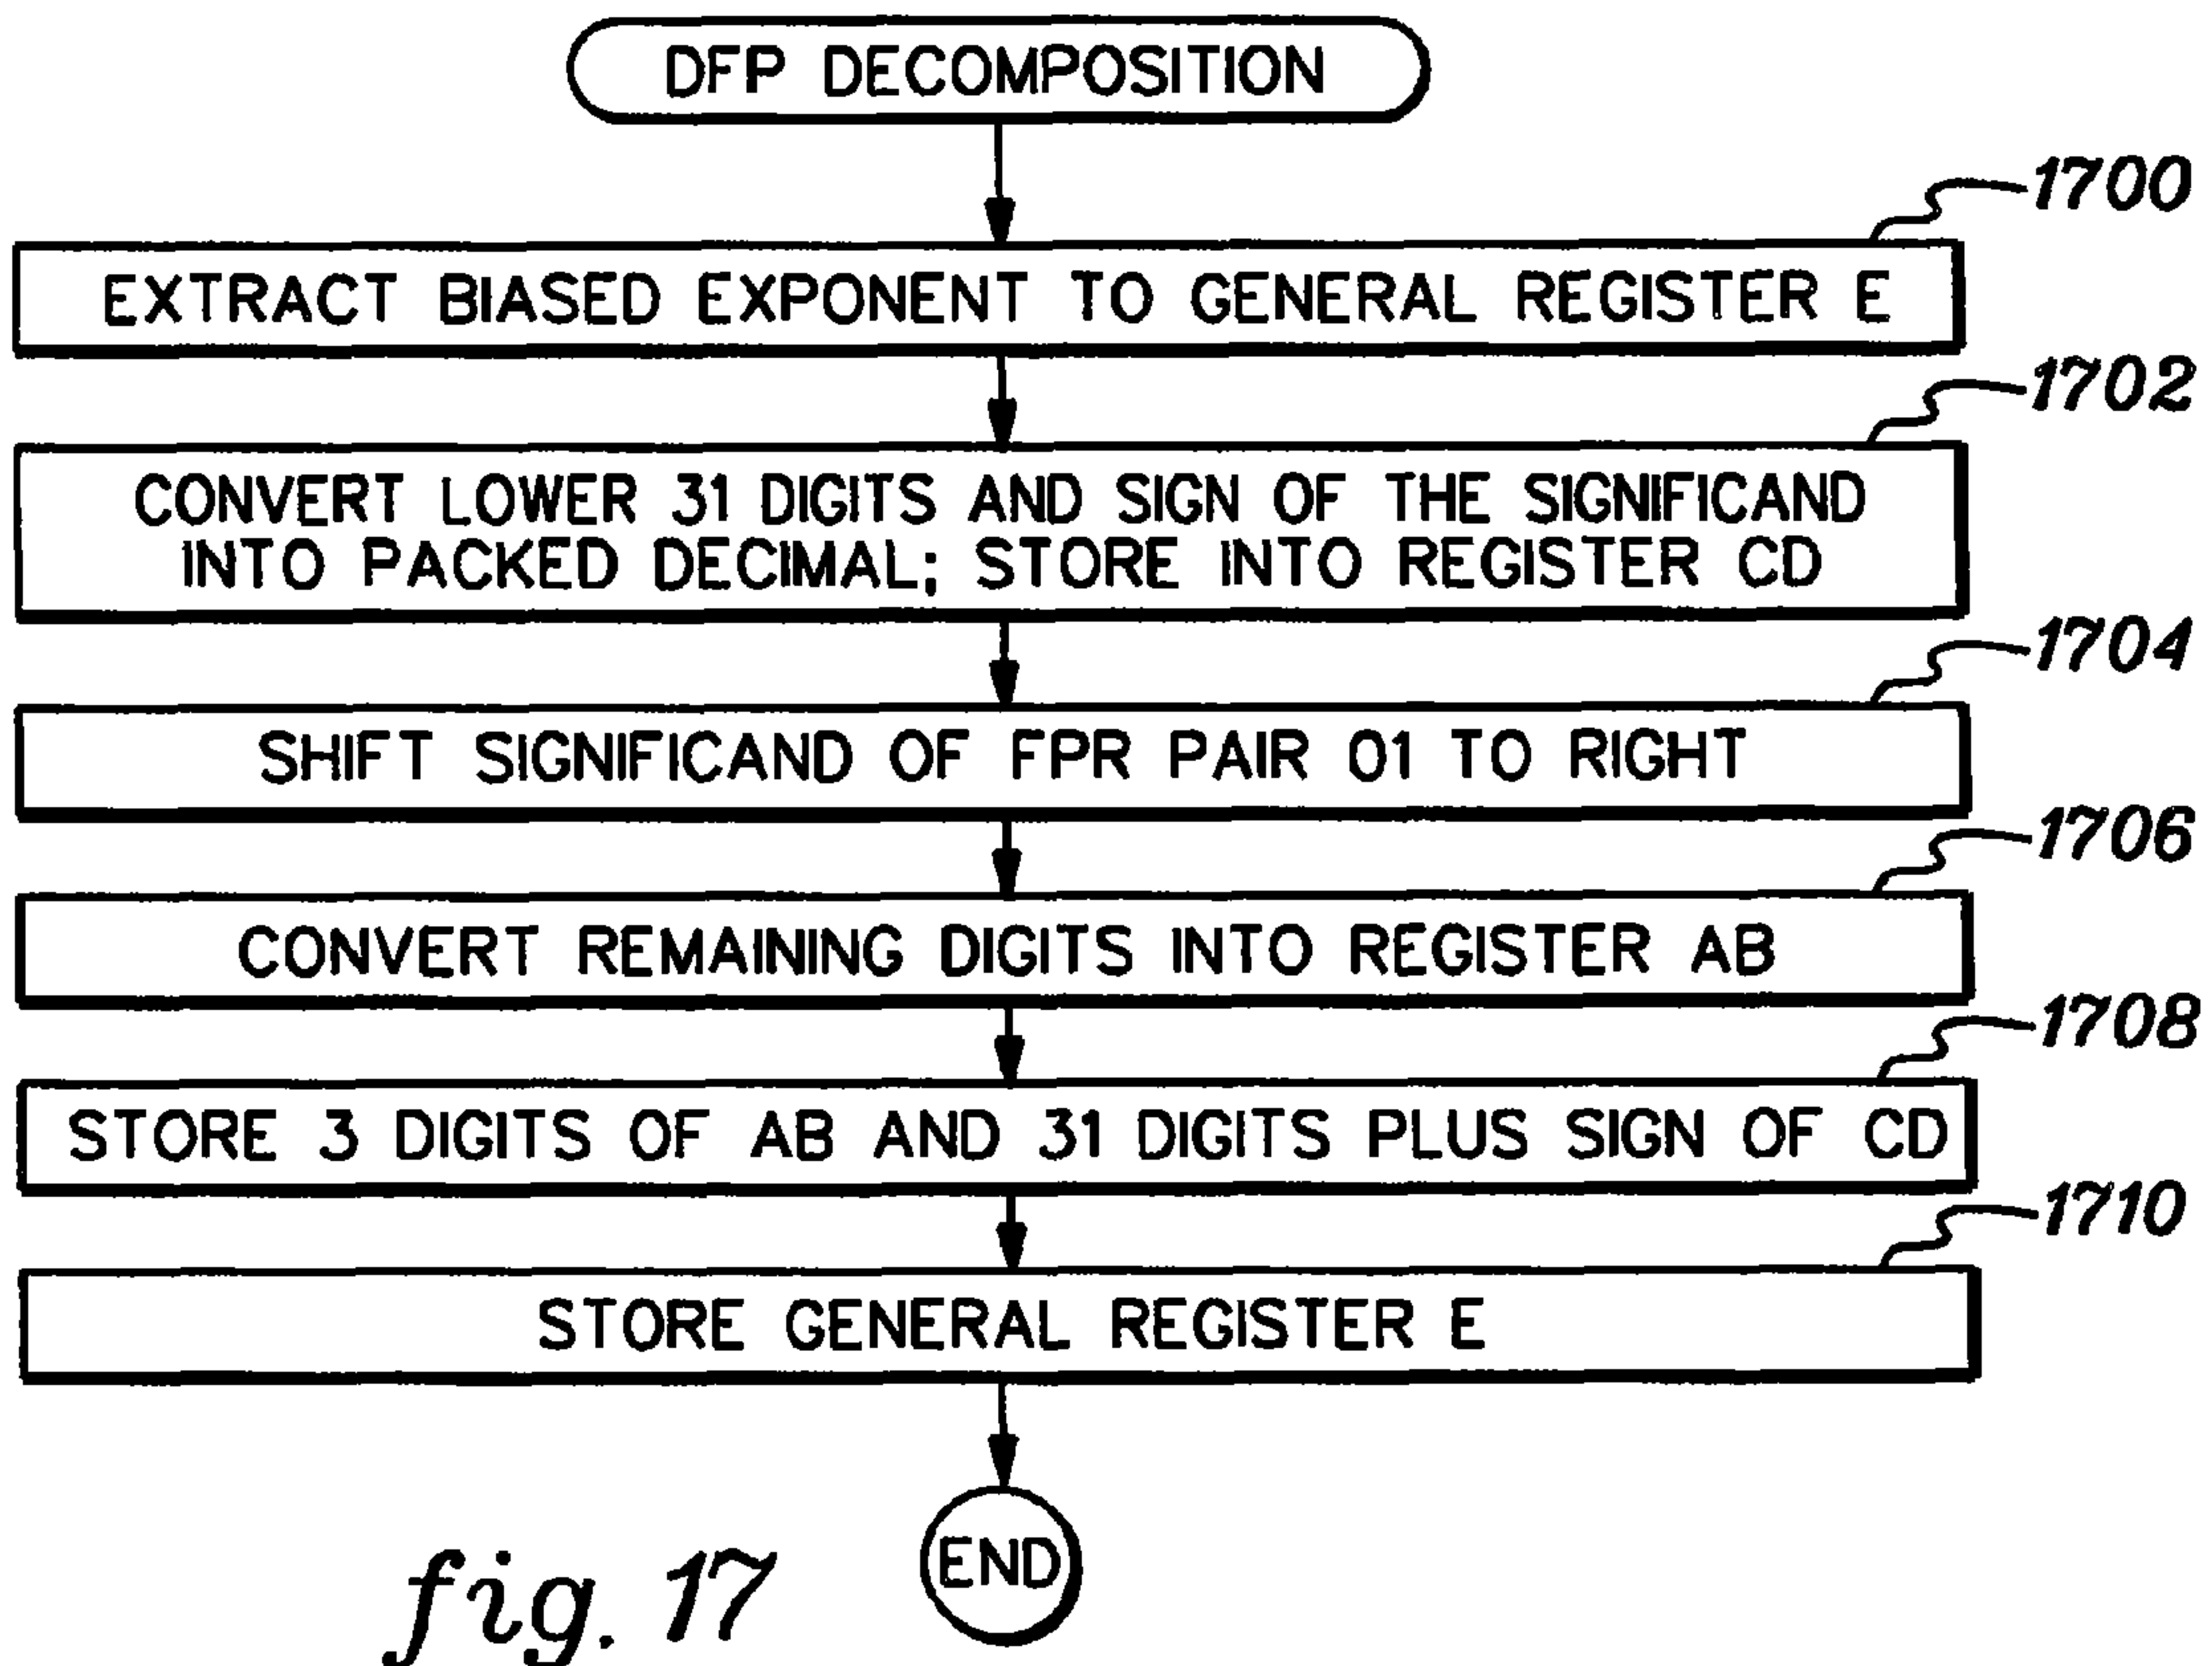 DFP DECOMPOSITION
1700
EXTRACT BIASED EXPONENT TO GENERAL REGISTER E
1702
CONVERT LOWER 31 DIGITS AND SIGN OF THE SIGNIFICAND
INTO PACKED DECIMAL; STORE INTO REGISTER CD
1704
SHIFT SIGNIFICAND OF FPR PAIR 01 TO RIGHT
1706
CONVERT REMAINING DIGITS INTO REGISTER AB
1708
STORE 3 DIGITS OF AB AND 31 DIGITS PLUS SIGN OF CD
1710
STORE GENERAL REGISTER E
END
fig. 17